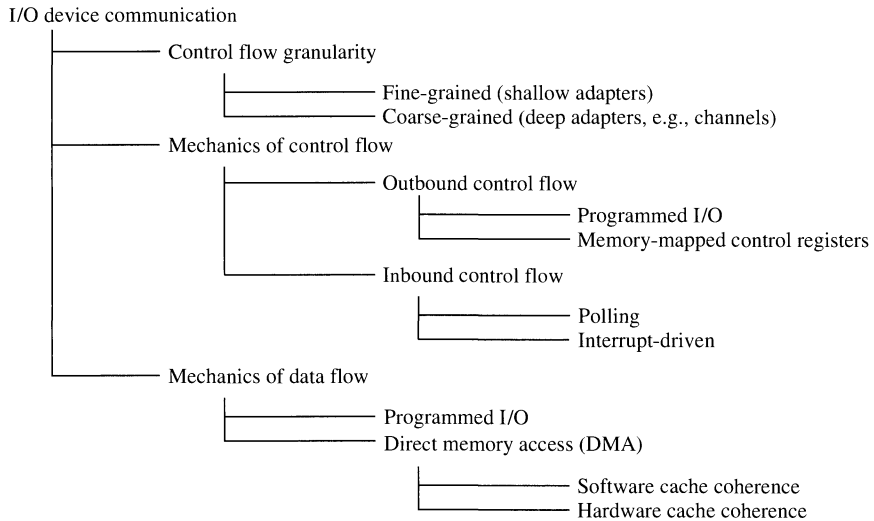 I/O device communication
Control flow granularity
Fine-grained (shallow adapters)
Coarse-grained (deep adapters, e.g., channels)
Mechanics of control flow
Outbound control flow
Programmed I/O
Memory-mapped control registers
Inbound control flow
Polling
Interrupt-driven
Mechanics of data flow
Programmed I/O
Direct memory access (DMA)
Software cache coherence
Hardware cache coherence